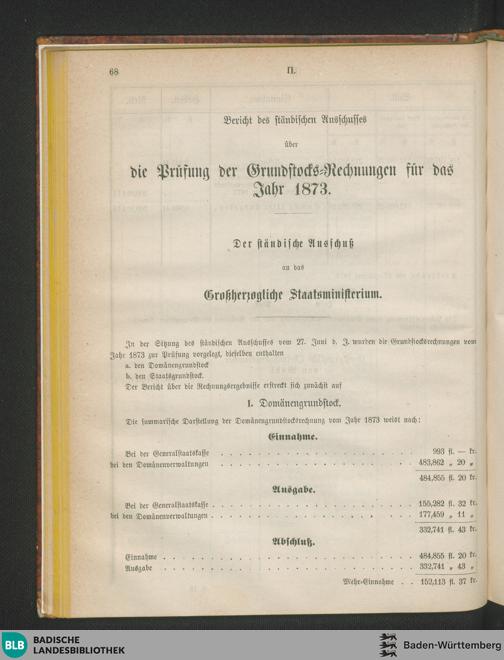 68
II.
Bericht des ständischen Ausschusses
über
die Prüfung der Grundstocks-Rechnungen für das
Jahr 1873.
Der ständische Ausschuß
an das
Großherzogliche Staatsministerium.
In der Sitzung des ständischen Ausschusses vom 27. Juni d. J. wurden die Grundstocksrechnungen vom
Jahr 1873 zur Prüfung vorgelegt, dieselben enthalten
a. den Domänengrundstock
b. den Staatsgrundstock.
Der Bericht über die Rechnungsergebnisse erstreckt sich zunächst auf
I. Domänengrundstock.
Die summarische Darstellung der Domänengrundstocksrechnung vom Jahr 1873 weist nach:
Einnahme.
Bei der Generalstaatskasse . . . . . . . . 993 fl. — kr.
bei den Domänenverwaltungen . . . . . . . . 483,862 „ 20 „
484,855 fl. 20 kr.
Ausgabe.
Bei der Generalstaatskasse . . . . . . . . 155,282 fl. 32 kr.
bei den Domänenverwaltungen . . . . . . . . 177,459 „ 11 „
332,741 fl. 43 kr.
Abschluß.
Einnahme . . . . . . . . 484,855 fl. 20 kr.
Ausgabe . . . . . . . . 332,741 „ 43 „
Mehr-Einnahme . . 152,113 fl. 37 kr.
BLB BADISCHE
LANDESBIBLIOTHEK
Baden-Württemberg